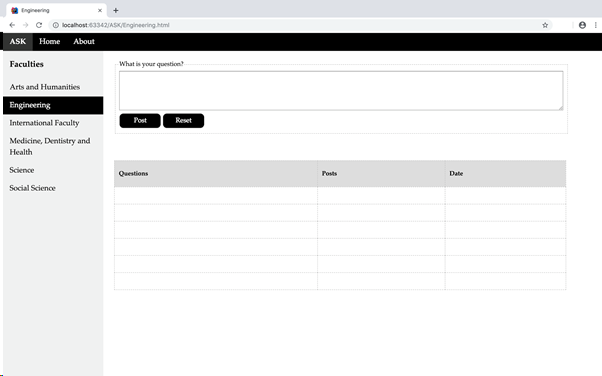 Engineering
localhost:63342/ASK/Engineering.html
ASK Home About
Faculties
Arts and Humanities
Engineering
International Faculty
Medicine, Dentistry and
Health
Science
Social Science
What is your question?
Post Reset
Questions Posts Date